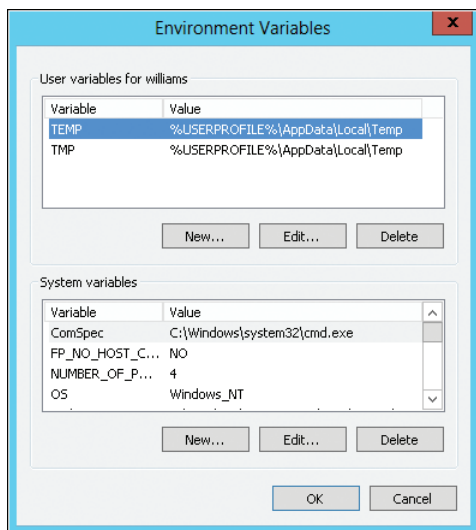 Environment Variables
x
User variables for williams
Variable Value
TEMP %USERPROFILE%\AppData\Local\Temp
TMP %USERPROFILE%\AppData\Local\Temp
New... Edit... Delete
System variables
Variable Value
ComSpec C:\Windows\system32\cmd.exe
FP_NO_HOST_C... NO
NUMBER_OF_P... 4
OS Windows_NT
New... Edit... Delete
OK Cancel